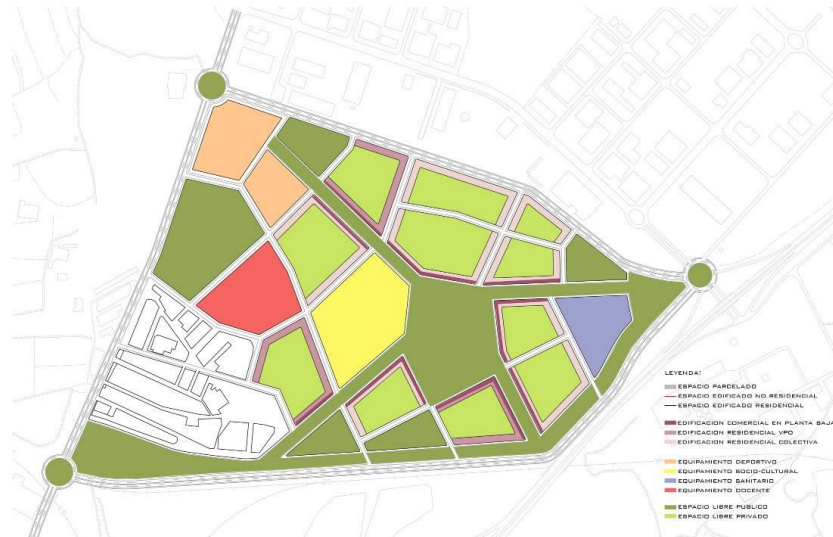 LEYENDA:
ESPACIO PARCELADO
ESPACIO EDIFICADO NO RESIDENCIAL
ESPACIO EDIFICADO RESIDENCIAL
EDIFICACION COMERCIAL EN PLANTA BAJA
EDIFICACION RESIDENCIAL VPO
EDIFICACION RESIDENCIAL COLECTIVA
EQUIPAMIENTO DEPORTIVO
EQUIPAMIENTO SOCIO-CULTURAL
EQUIPAMIENTO SANITARIO
EQUIPAMIENTO DOCENTE
ESPACIO LIBRE PUBLICO
ESPACIO LIBRE PRIVADO